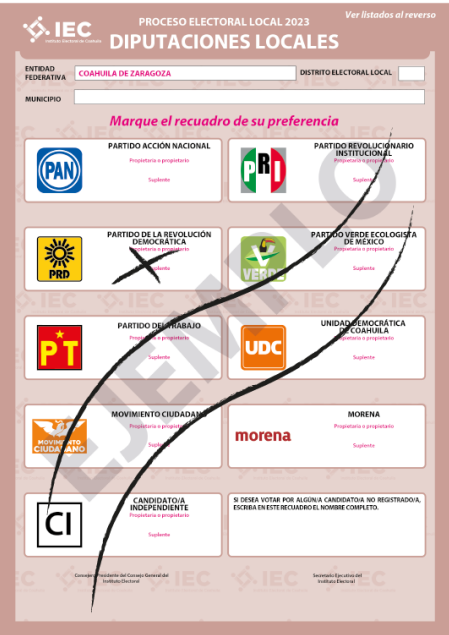 Ver listados al reverso
IEC
Instituto Electoral de Coahuila
PROCESO ELECTORAL LOCAL 2023
DIPUTACIONES LOCALES
ENTIDAD
FEDERATIVA
COAHUILA DE ZARAGOZA
DISTRITO ELECTORAL LOCAL
MUNICIPIO
Marque el recuadro de su preferencia
PAN
PARTIDO ACCIÓN NACIONAL
Propietaria o propietario
Suplente
PRI
PARTIDO REVOLUCIONARIO
INSTITUCIONAL
Propietaria o propietario
Suplente
PRD
PARTIDO DE LA REVOLUCIÓN
DEMOCRÁTICA
Propietaria o propietario
Suplente
VERDE
PARTIDO VERDE ECOLOGISTA
DE MÉXICO
Propietaria o propietario
Suplente
PT
PARTIDO DEL TRABAJO
Propietaria o propietario
Suplente
UDC
UNIDAD DEMOCRÁTICA
DE COAHUILA
Propietaria o propietario
Suplente
MOVIMIENTO
CIUDADANO
MOVIMIENTO CIUDADANO
Propietaria o propietario
Suplente
morena
MORENA
Propietaria o propietario
Suplente
CI
CANDIDATO/A
INDEPENDIENTE
Propietaria o propietario
Suplente
SI DESEA VOTAR POR ALGÚN/A CANDIDATO/A NO REGISTRADO/A,
ESCRIBA EN ESTE RECUADRO EL NOMBRE COMPLETO.
EJEMPLO
Consejero Presidente del Consejo General del
Instituto Electoral
Secretario Ejecutivo del
Instituto Electoral